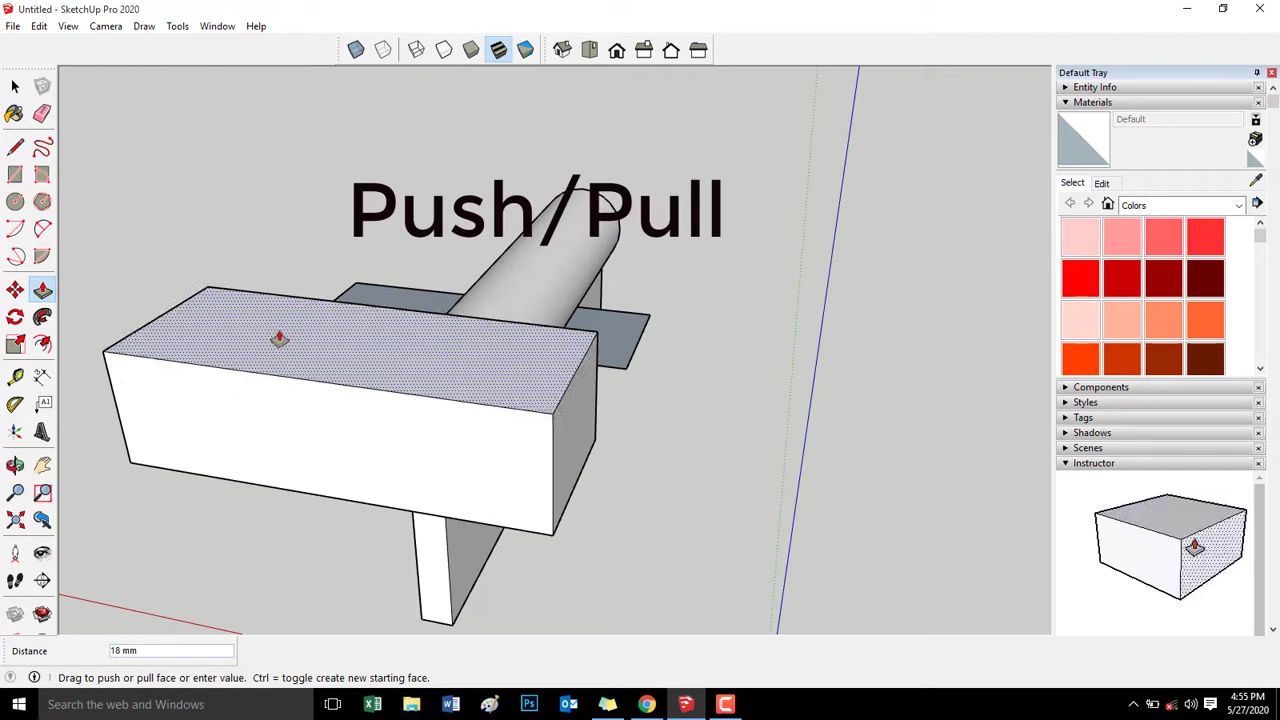 Untitled - SketchUp Pro 2020
File Edit View Camera Draw Tools Window Help
Default Tray
Entity Info
Materials
Default
Select Edit
Colors
Push/Pull
A1
Components
Styles
Tags
Shadows
Scenes
Instructor
Distance 18 mm
Drag to push or pull face or enter value. Ctrl = toggle create new starting face.
Search the web and Windows
4:55 PM
5/27/2020